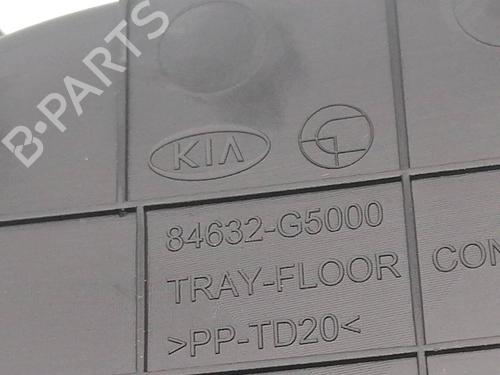 B-PARTS
KIA
84632-G5000
TRAY-FLOOR
CON
>PP-TD20<